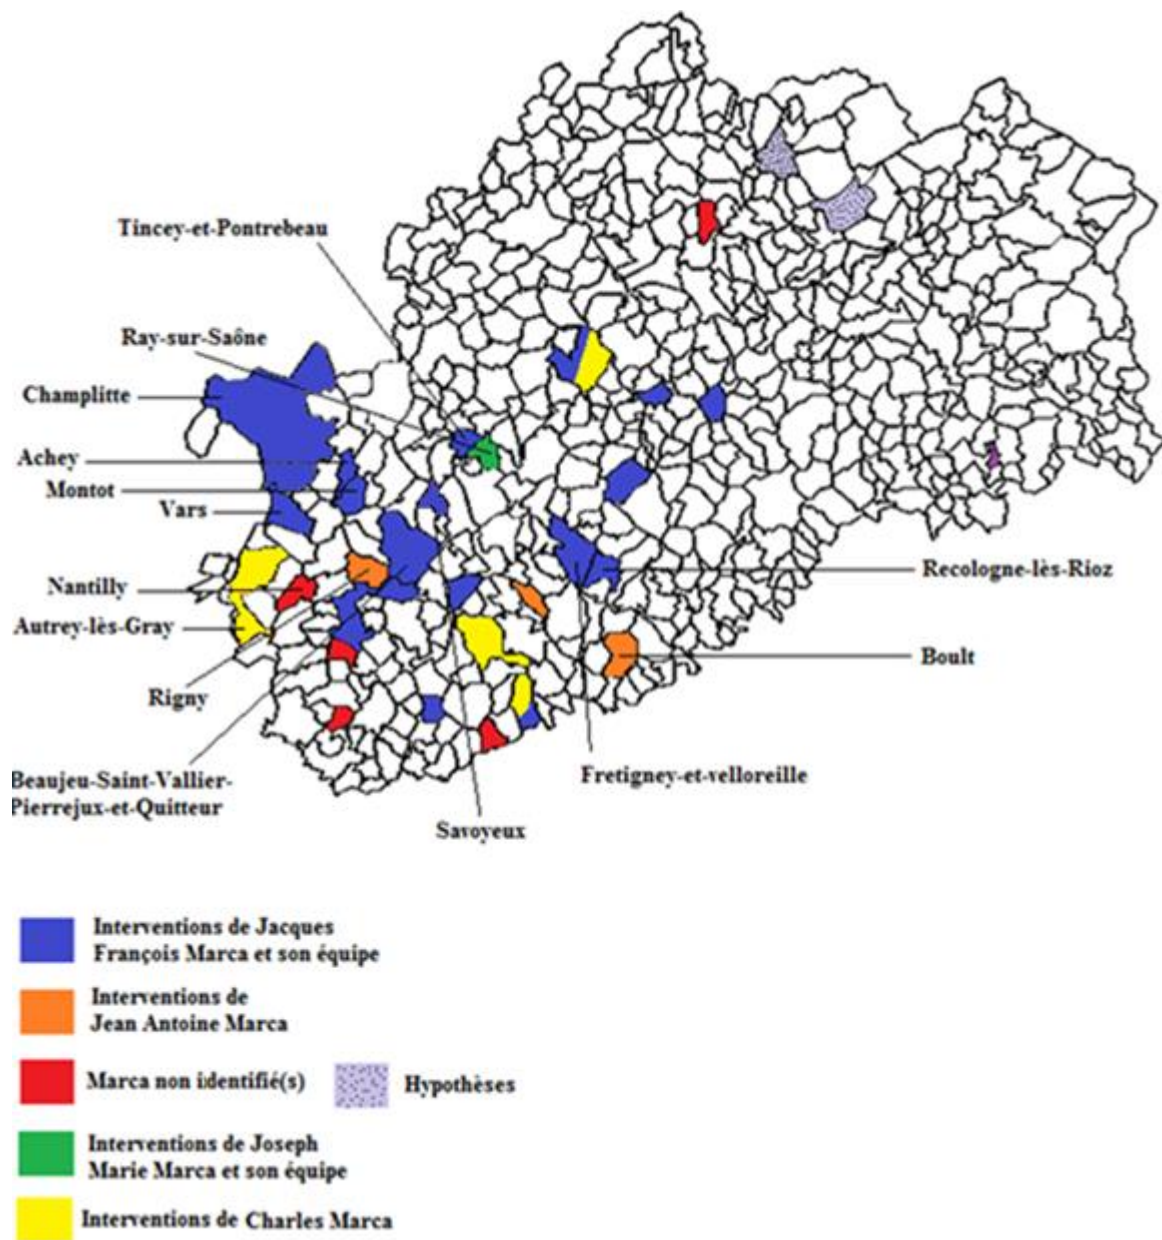 Tincey-et-Pontrebeau
Ray-sur-Saône
Champlitte
Achey
Montot
Vars
Nantilly
Autrey-lès-Gray
Rigny
Beaujeu-Saint-Vallier-
Pierrejux-et-Quitteur
Savoyeux
Fretigney-et-velloreille
Boult
Recologne-lès-Rioz
Interventions de Jacques
François Marca et son équipe
Interventions de
Jean Antoine Marca
Marca non identifié(s)
Hypothèses
Interventions de Joseph
Marie Marca et son équipe
Interventions de Charles Marca